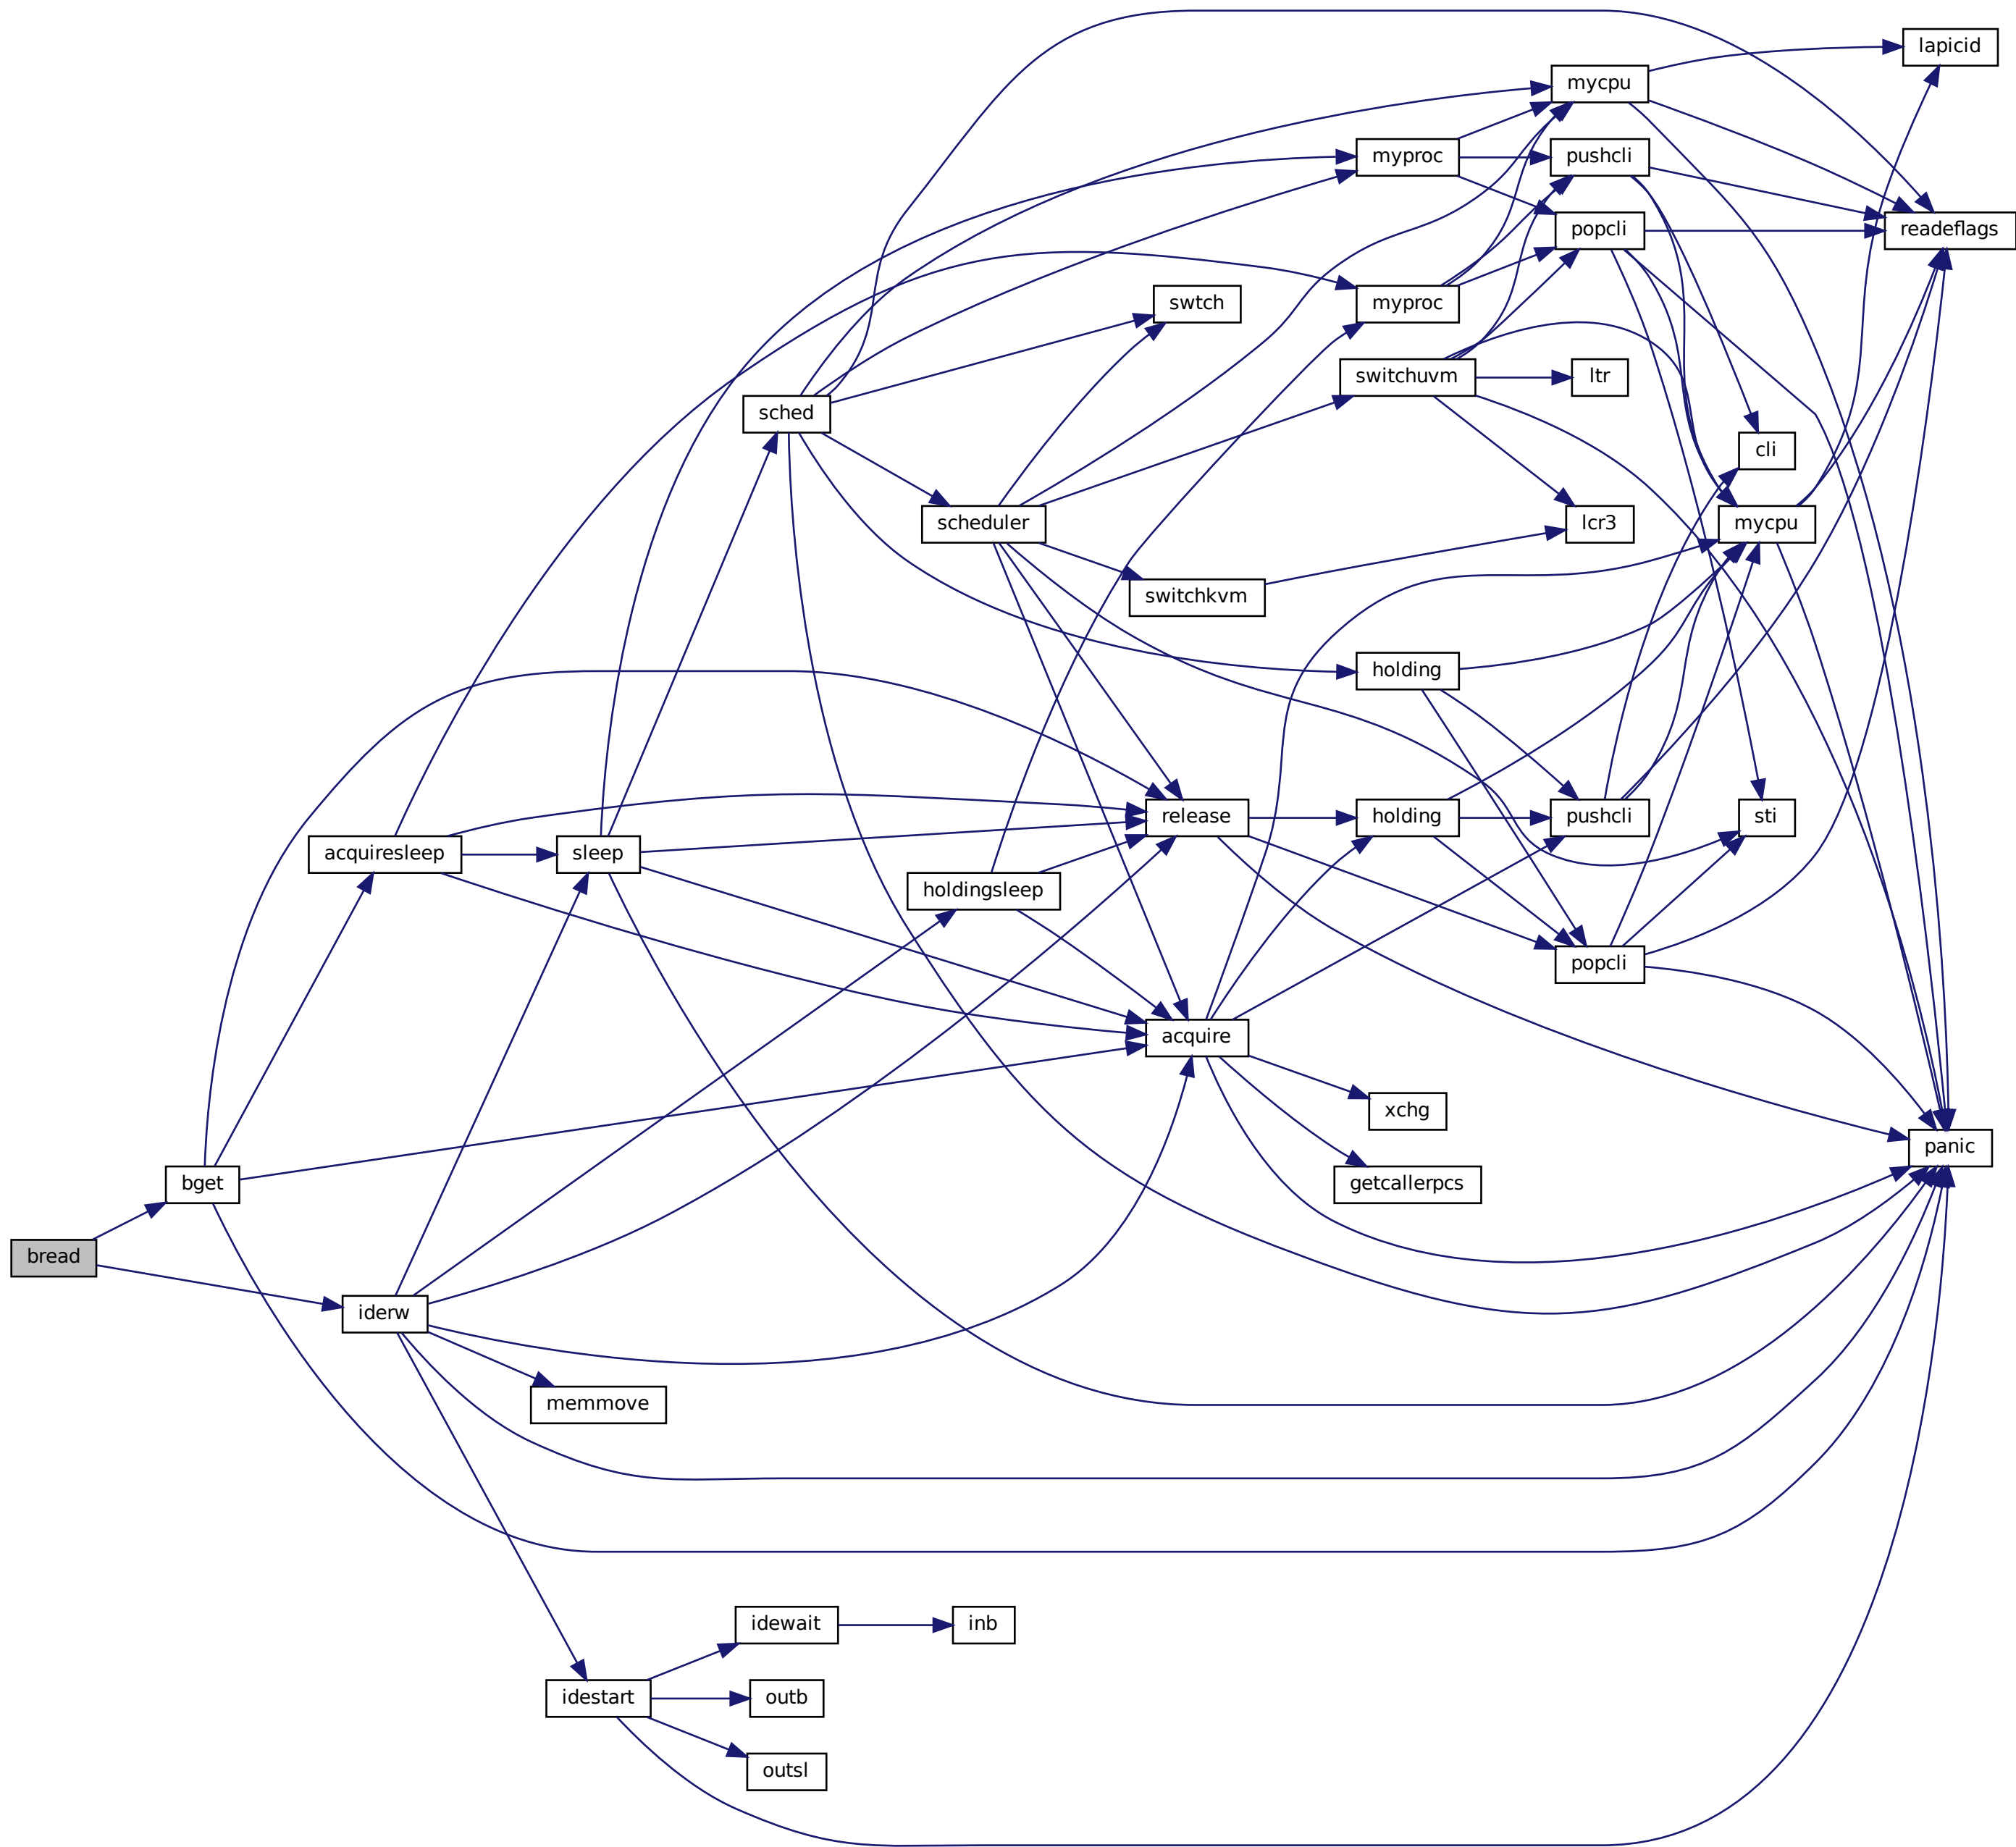 lapicid
mycpu
myproc
pushcli
popcli
readeflags
swtch
myproc
switchuvm
ltr
sched
cli
scheduler
lcr3
mycpu
switchkvm
holding
release
holding
pushcli
sti
acquiresleep
sleep
holdingsleep
popcli
acquire
xchg
panic
bget
getcallerpcs
bread
iderw
memmove
idewait
inb
idestart
outb
outsl